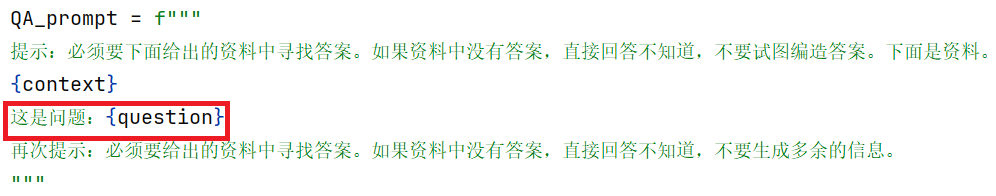 QA_prompt = f"""
提示：必须要下面给出的资料中寻找答案。如果资料中没有答案，直接回答不知道，不要试图编造答案。下面是资料。
{context}
这是问题：{question}
再次提示：必须要给出的资料中寻找答案。如果资料中没有答案，直接回答不知道，不要生成多余的信息。
"""